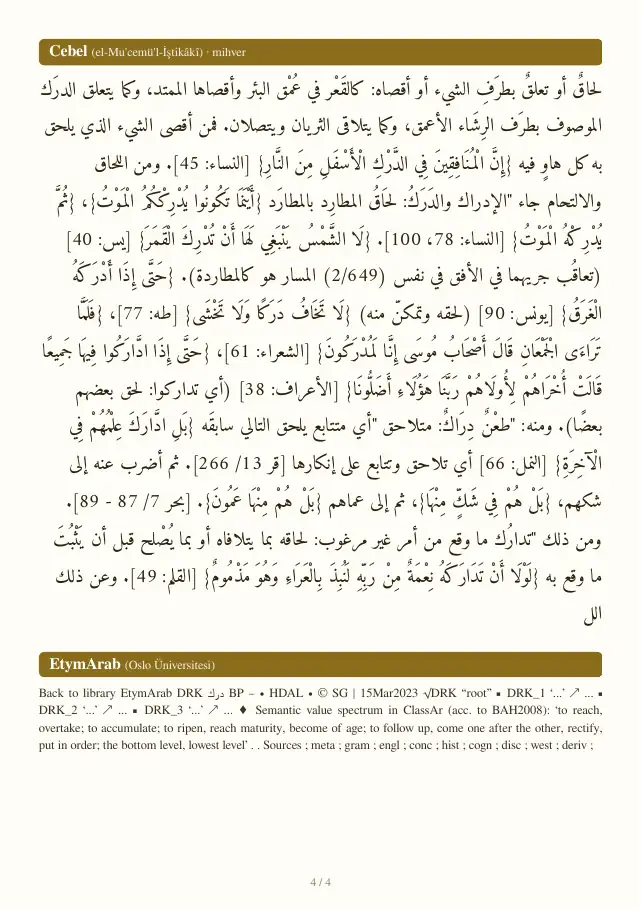 Cebel (el-Mu'cemü'l-İştikâkî) · mihver
لحاقٌ أو تعلقٌ بطرَفِ الشيء أو أقصاه: كالقَعْر في عُمْق البئر وأقصاها الممتد، وكما يتعلق الدرَك
الموصوف بطرَف الرِشَاء الأعمق، وكما يتلاقى الثريان ويتصلان. فمن أقصى الشيء الذي يلحق
به كل هاوٍ فيه {إِنَّ الْمُنَافِقِينَ فِي الدَّرْكِ الْأَسْفَلِ مِنَ النَّارِ} [النساء: 45]. ومن اللحاق
والالتحام جاء "الإدراك والدَرَكُ: لحَاقُ المطارِد بالمطارَد {أَيْنَمَا تَكُونُوا يُدْرِكْكُمُ الْمَوْتُ}، {ثُمَّ
يُدْرِكْهُ الْمَوْتُ} [النساء: 78، 100]. {لَا الشَّمْسُ يَنْبَغِي لَهَا أَنْ تُدْرِكَ الْقَمَرَ} [يس: 40]
(تعاقُب جريهما في الأفق في نفس (2/649) المسار هو كالمطاردة). {حَتَّى إِذَا أَدْرَكَهُ
الْغَرَقُ} [يونس: 90] (لحقه وتمكنّ منه) {لَا تَخَافُ دَرَكًا وَلَا تَخْشَى} [طه: 77]، {فَلَمَّا
تَرَاءَى الْجَمْعَانِ قَالَ أَصْحَابُ مُوسَى إِنَّا لَمُدْرَكُونَ} [الشعراء: 61]، {حَتَّى إِذَا ادَّارَكُوا فِيهَا جَمِيعًا
قَالَتْ أُخْرَاهُمْ لِأُولَاهُمْ رَبَّنَا هَؤُلَاءِ أَضَلُّونَا} [الأعراف: 38] (أي تداركوا: لحق بعضهم
بعضًا). ومنه: "طعْنٌ دِرَاكٌ: متلاحق "أي متتابع يلحق التالي سابقَه {بَلِ ادَّارَكَ عِلْمُهُمْ فِي
الْآخِرَةِ} [النمل: 66] أي تلاحق وتتابع على إنكارها [قر 13/ 266]. ثم أضرب عنه إلى
شكهم، {بَلْ هُمْ فِي شَكٍّ مِنْهَا}، ثم إلى عماهم {بَلْ هُمْ مِنْهَا عَمُونَ}. [بحر 7/ 87 - 89].
ومن ذلك "تدارُك ما وقع من أمر غير مرغوب: لحاقه بما يتلافاه أو بما يُصْلح قبل أن يَثْبُتَ
ما وقع به {لَوْلَا أَنْ تَدَارَكَهُ نِعْمَةٌ مِنْ رَبِّهِ لَنُبِذَ بِالْعَرَاءِ وَهُوَ مَذْمُومٌ} [القلم: 49]. وعن ذلك
الل
EtymArab (Oslo Üniversitesi)
Back to library EtymArab DRK درك BP – • HDAL • © SG | 15Mar2023 √DRK “root” ▪ DRK_1 ‘...’ ↗ ... ▪
DRK_2 ‘...’ ↗ ... ▪ DRK_3 ‘...’ ↗ ... ♦ Semantic value spectrum in ClassAr (acc. to BAH2008): ‘to reach,
overtake; to accumulate; to ripen, reach maturity, become of age; to follow up, come one after the other, rectify,
put in order; the bottom level, lowest level’ . . Sources ; meta ; gram ; engl ; conc ; hist ; cogn ; disc ; west ; deriv ;
4 / 4